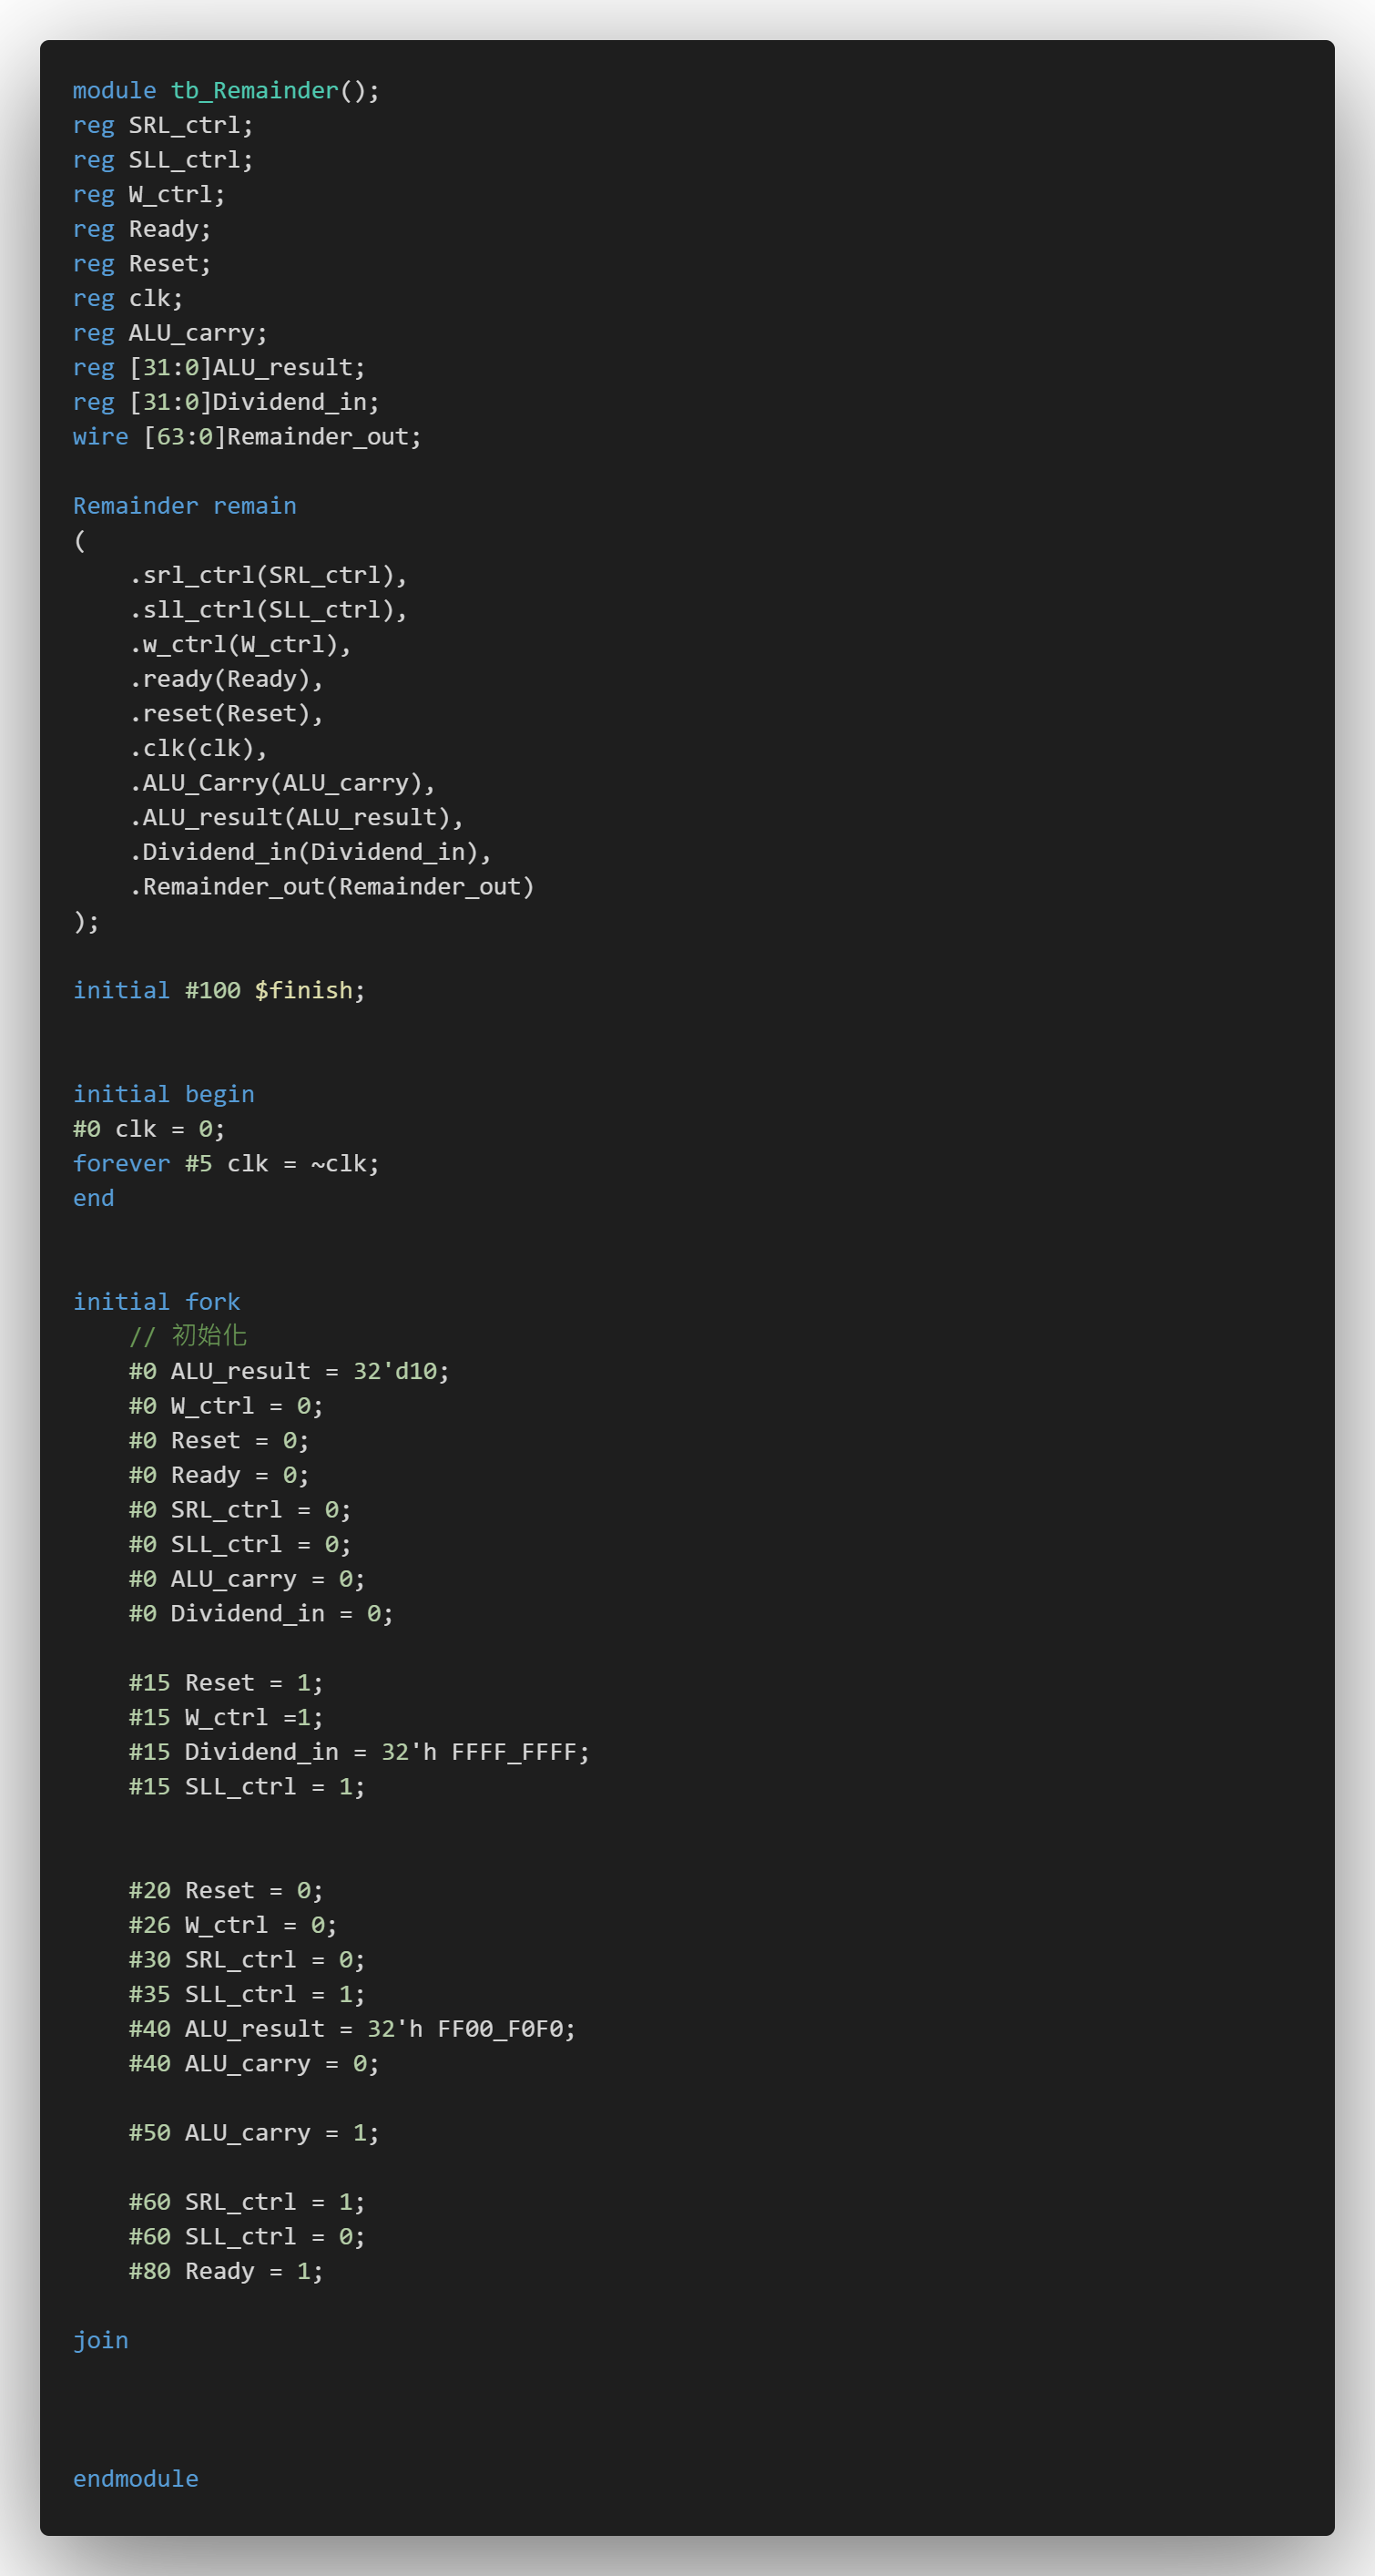 module tb_Remainder();
reg SRL_ctrl;
reg SLL_ctrl;
reg W_ctrl;
reg Ready;
reg Reset;
reg clk;
reg ALU_carry;
reg [31:0]ALU_result;
reg [31:0]Dividend_in;
wire [63:0]Remainder_out;

Remainder remain
(
    .srl_ctrl(SRL_ctrl),
    .sll_ctrl(SLL_ctrl),
    .w_ctrl(W_ctrl),
    .ready(Ready),
    .reset(Reset),
    .clk(clk),
    .ALU_Carry(ALU_carry),
    .ALU_result(ALU_result),
    .Dividend_in(Dividend_in),
    .Remainder_out(Remainder_out)
);

initial #100 $finish;


initial begin
#0 clk = 0;
forever #5 clk = ~clk;
end


initial fork
    // 初始化
    #0 ALU_result = 32'd10;
    #0 W_ctrl = 0;
    #0 Reset = 0;
    #0 Ready = 0;
    #0 SRL_ctrl = 0;
    #0 SLL_ctrl = 0;
    #0 ALU_carry = 0;
    #0 Dividend_in = 0;

    #15 Reset = 1;
    #15 W_ctrl =1;
    #15 Dividend_in = 32'h FFFF_FFFF;
    #15 SLL_ctrl = 1;


    #20 Reset = 0;
    #26 W_ctrl = 0;
    #30 SRL_ctrl = 0;
    #35 SLL_ctrl = 1;
    #40 ALU_result = 32'h FF00_F0F0;
    #40 ALU_carry = 0;

    #50 ALU_carry = 1;

    #60 SRL_ctrl = 1;
    #60 SLL_ctrl = 0;
    #80 Ready = 1;

join



endmodule